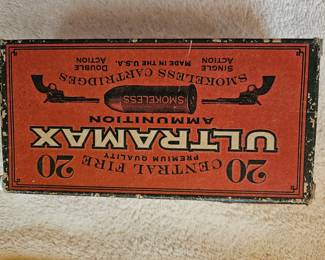 20 CENTRAL FIRE 20
PREMIUM QUALITY
ULTRAMAX
AMMUNITION
SMOKELESS
SMOKELESS CARTRIDGES
SINGLE ACTION
MADE IN THE U.S.A.
DOUBLE ACTION